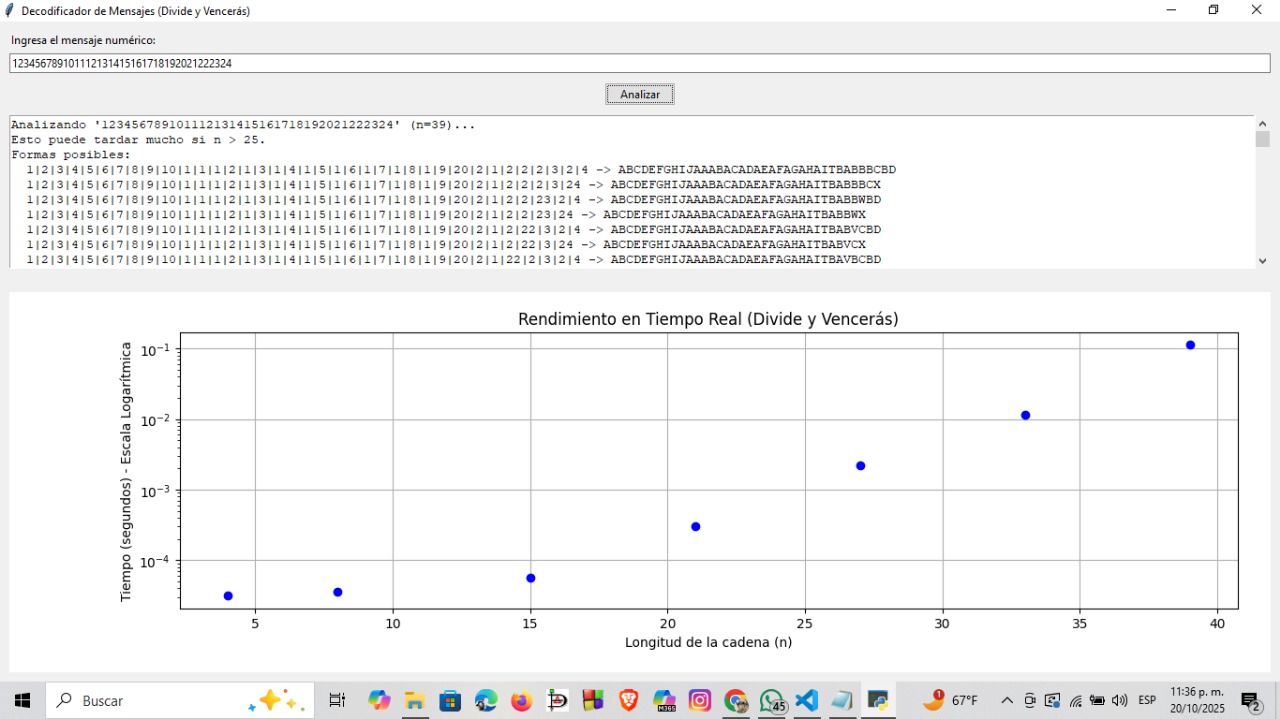 Decodificador de Mensajes (Divide y Vencerás)
Ingresa el mensaje numérico:
123456789101112131415161718192021222324
Analizar
Analizando '123456789101112131415161718192021222324' (n=39)...
Esto puede tardar mucho si n > 25.
Formas posibles:
1|2|3|4|5|6|7|8|9|10|1|1|1|2|1|3|1|4|1|5|1|6|1|7|1|8|1|9|20|2|1|2|2|2|3|2|4 -> ABCDEFGHIJAAABACADAEAFAGAHAITBABBBCBD
1|2|3|4|5|6|7|8|9|10|1|1|1|2|1|3|1|4|1|5|1|6|1|7|1|8|1|9|20|2|1|2|2|2|3|24 -> ABCDEFGHIJAAABACADAEAFAGAHAITBABBBCX
1|2|3|4|5|6|7|8|9|10|1|1|1|2|1|3|1|4|1|5|1|6|1|7|1|8|1|9|20|2|1|2|2|23|2|4 -> ABCDEFGHIJAAABACADAEAFAGAHAITBABBWBD
1|2|3|4|5|6|7|8|9|10|1|1|1|2|1|3|1|4|1|5|1|6|1|7|1|8|1|9|20|2|1|2|2|23|24 -> ABCDEFGHIJAAABACADAEAFAGAHAITBABBWX
1|2|3|4|5|6|7|8|9|10|1|1|1|2|1|3|1|4|1|5|1|6|1|7|1|8|1|9|20|2|1|2|22|3|2|4 -> ABCDEFGHIJAAABACADAEAFAGAHAITBABVCBD
1|2|3|4|5|6|7|8|9|10|1|1|1|2|1|3|1|4|1|5|1|6|1|7|1|8|1|9|20|2|1|2|22|3|24 -> ABCDEFGHIJAAABACADAEAFAGAHAITBABVCX
1|2|3|4|5|6|7|8|9|10|1|1|1|2|1|3|1|4|1|5|1|6|1|7|1|8|1|9|20|2|1|22|2|3|2|4 -> ABCDEFGHIJAAABACADAEAFAGAHAITBAVBCBD
Rendimiento en Tiempo Real (Divide y Vencerás)
Tiempo (segundos) - Escala Logarítmica
10⁻¹
10⁻²
10⁻³
10⁻⁴
5 10 15 20 25 30 35 40
Longitud de la cadena (n)
Buscar
M365
45
1
67°F
ESP
11:36 p. m.
20/10/2025
2